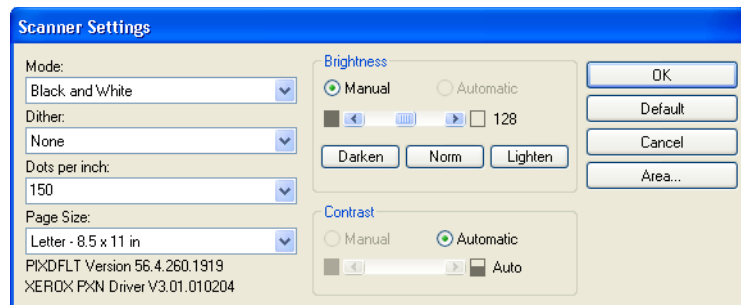 Scanner Settings
Mode:
Black and White
Dither:
None
Dots per inch:
150
Page Size:
Letter - 8.5 x 11 in
PIXDFLT Version 56.4.260.1919
XEROX PXN Driver V3.01.010204
Brightness
Manual Automatic
128
Darken Norm Lighten
Contrast
Manual Automatic
Auto
OK
Default
Cancel
Area...